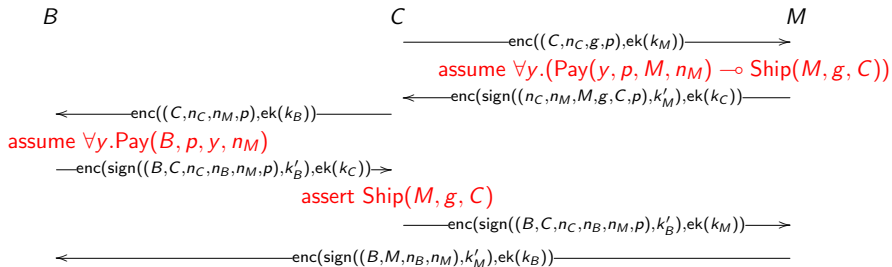 B C M
enc((C,n_C,g,p),ek(k_M))
assume ∀y.(Pay(y, p, M, n_M) ⊸ Ship(M, g, C))
enc(sign((n_C,n_M,M,g,C,p),k′_M),ek(k_C))
enc((C,n_C,n_M,p),ek(k_B))
assume ∀y.Pay(B, p, y, n_M)
enc(sign((B,C,n_C,n_B,n_M,p),k′_B),ek(k_C))
assert Ship(M, g, C)
enc(sign((B,C,n_C,n_B,n_M,p),k′_B),ek(k_M))
enc(sign((B,M,n_B,n_M),k′_M),ek(k_B))